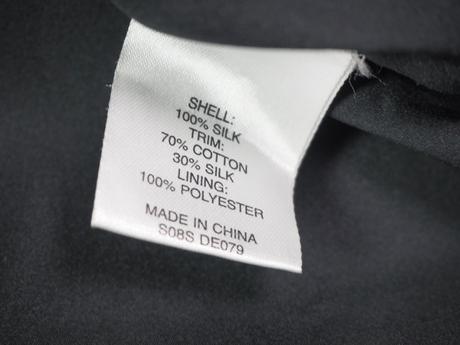 SHELL:
100% SILK
TRIM:
70% COTTON
30% SILK
LINING:
100% POLYESTER
MADE IN CHINA
S08S DE079